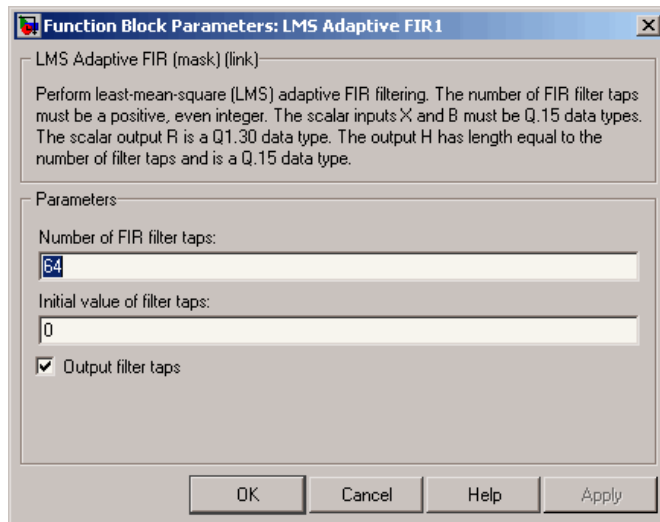 Function Block Parameters: LMS Adaptive FIR1
LMS Adaptive FIR (mask) (link)
Perform least-mean-square (LMS) adaptive FIR filtering. The number of FIR filter taps
must be a positive, even integer. The scalar inputs X and B must be Q.15 data types.
The scalar output R is a Q1.30 data type. The output H has length equal to the
number of filter taps and is a Q.15 data type.
Parameters
Number of FIR filter taps:
64
Initial value of filter taps:
0
Output filter taps
OK Cancel Help Apply